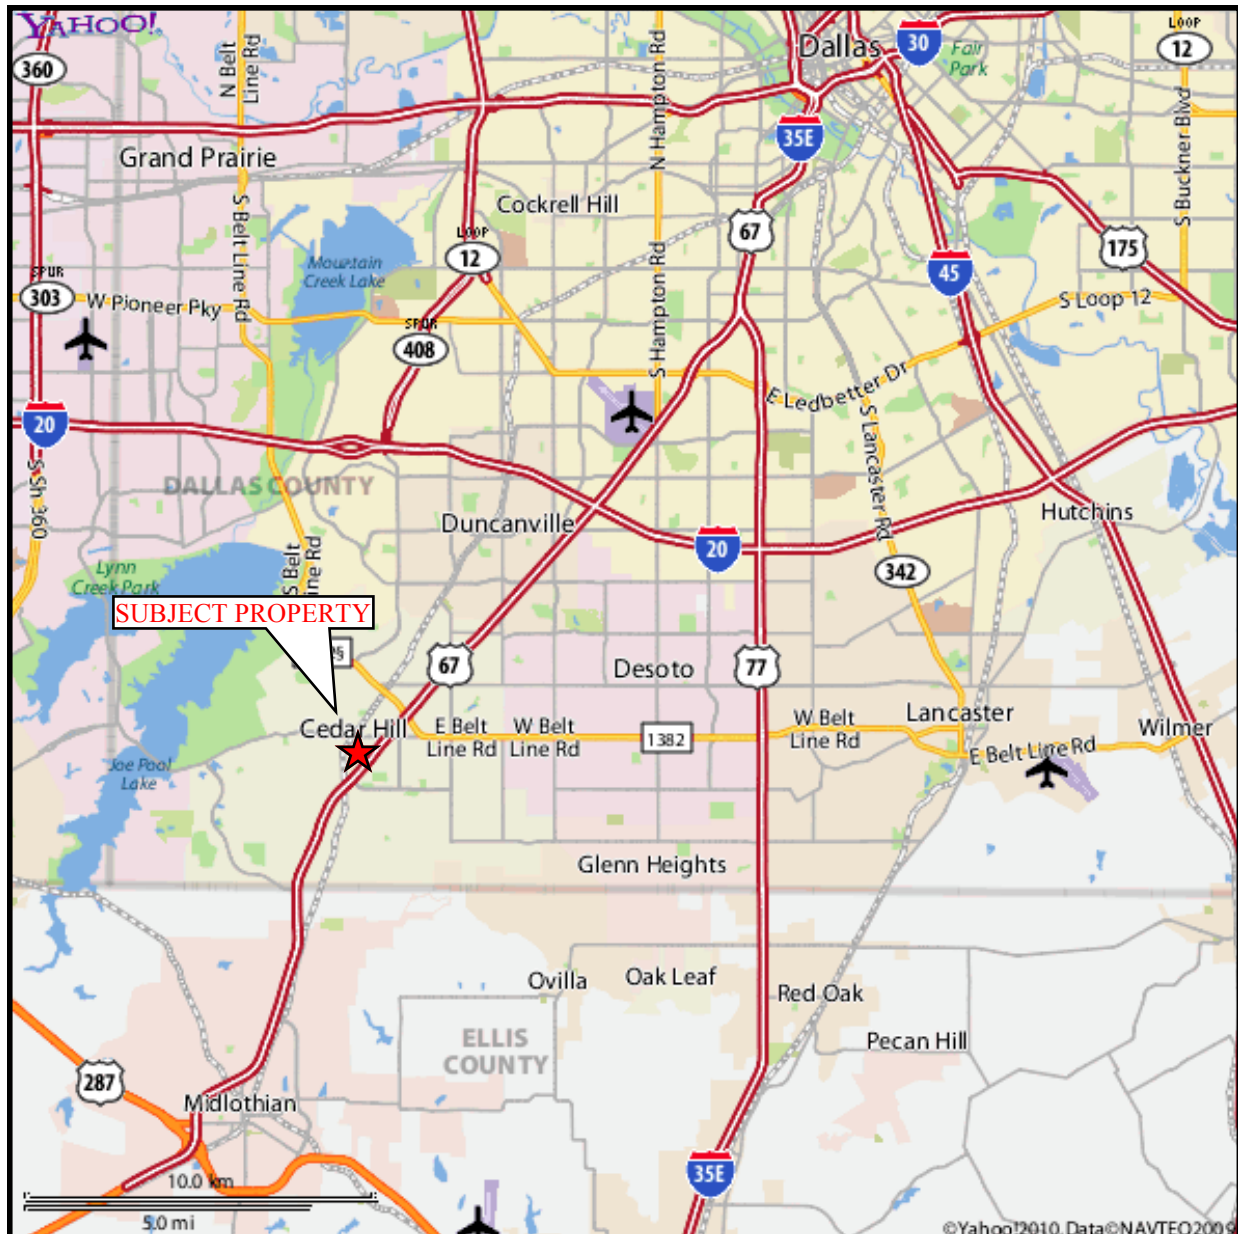 YAHOO!
360
N Belt
Line Rd
N Hampton Rd
Dallas
30
Fair
Park
LOOP
12
35E
S Buckner Blvd
Grand Prairie
S Belt Line Rd
Cockrell Hill
67
LOOP
12
175
45
Mountain
Creek Lake
SPUR
303
W Pioneer Pky
S Hampton Rd
S Loop 12
SPUR
408
E Ledbetter Dr
20
S Lancaster Rd
S Sh 360
DALLAS COUNTY
Duncanville
Hutchins
20
342
S Belt
Line Rd
Lynn
Creek Park
SUBJECT PROPERTY
67
Desoto
77
Cedar Hill
E Belt
Line Rd
W Belt
Line Rd
1382
W Belt
Line Rd
Lancaster
Wilmer
E Belt Line Rd
Joe Pool
Lake
Glenn Heights
Ovilla
Oak Leaf
Red Oak
ELLIS
COUNTY
Pecan Hill
287
Midlothian
35E
10.0 km
5.0 mi
©Yahoo!2010, Data©NAVTEQ2009